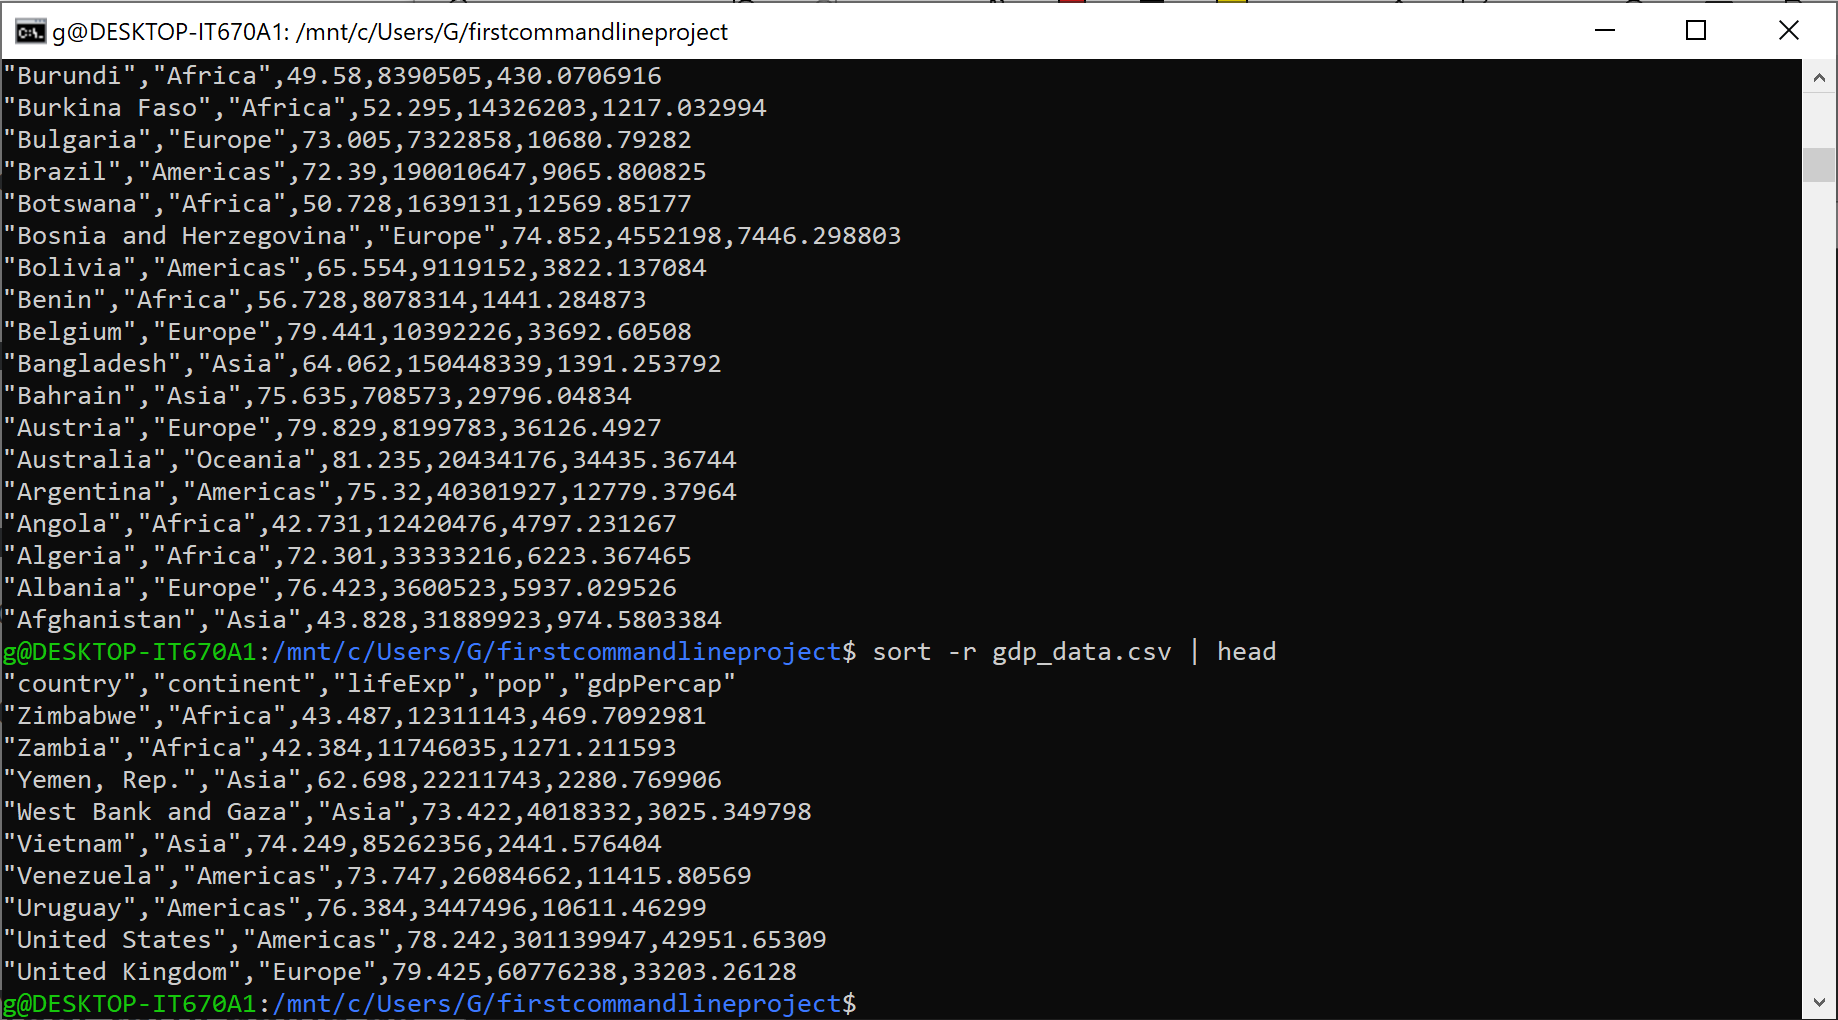 g@DESKTOP-IT670A1: /mnt/c/Users/G/firstcommandlineproject
"Burundi","Africa",49.58,8390505,430.0706916
"Burkina Faso","Africa",52.295,14326203,1217.032994
"Bulgaria","Europe",73.005,7322858,10680.79282
"Brazil","Americas",72.39,190010647,9065.800825
"Botswana","Africa",50.728,1639131,12569.85177
"Bosnia and Herzegovina","Europe",74.852,4552198,7446.298803
"Bolivia","Americas",65.554,9119152,3822.137084
"Benin","Africa",56.728,8078314,1441.284873
"Belgium","Europe",79.441,10392226,33692.60508
"Bangladesh","Asia",64.062,150448339,1391.253792
"Bahrain","Asia",75.635,708573,29796.04834
"Austria","Europe",79.829,8199783,36126.4927
"Australia","Oceania",81.235,20434176,34435.36744
"Argentina","Americas",75.32,40301927,12779.37964
"Angola","Africa",42.731,12420476,4797.231267
"Algeria","Africa",72.301,33333216,6223.367465
"Albania","Europe",76.423,3600523,5937.029526
"Afghanistan","Asia",43.828,31889923,974.5803384
g@DESKTOP-IT670A1:/mnt/c/Users/G/firstcommandlineproject$ sort -r gdp_data.csv | head
"country","continent","lifeExp","pop","gdpPercap"
"Zimbabwe","Africa",43.487,12311143,469.7092981
"Zambia","Africa",42.384,11746035,1271.211593
"Yemen, Rep.","Asia",62.698,22211743,2280.769906
"West Bank and Gaza","Asia",73.422,4018332,3025.349798
"Vietnam","Asia",74.249,85262356,2441.576404
"Venezuela","Americas",73.747,26084662,11415.80569
"Uruguay","Americas",76.384,3447496,10611.46299
"United States","Americas",78.242,301139947,42951.65309
"United Kingdom","Europe",79.425,60776238,33203.26128
g@DESKTOP-IT670A1:/mnt/c/Users/G/firstcommandlineproject$